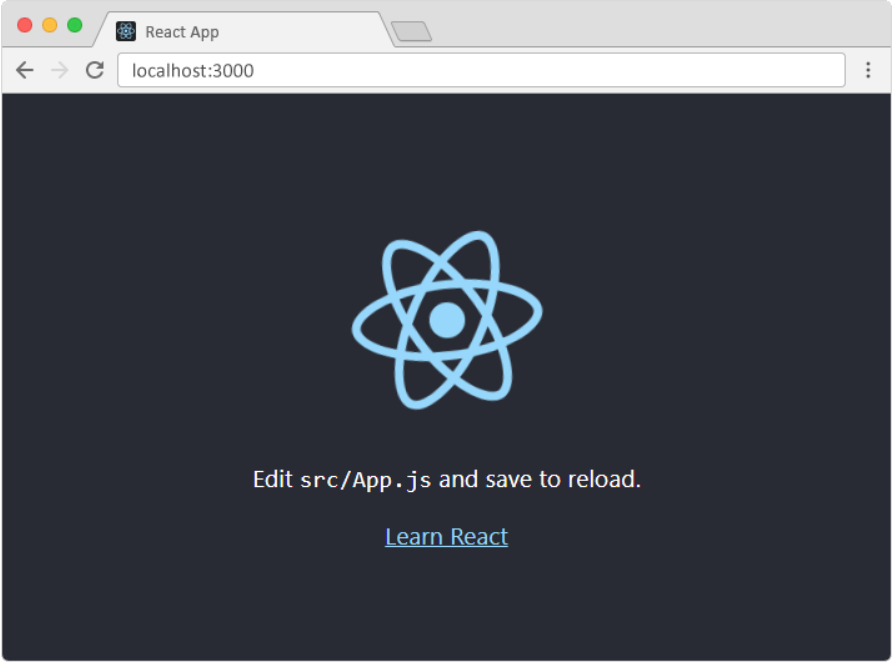 React App
localhost:3000
Edit src/App.js and save to reload.
Learn React